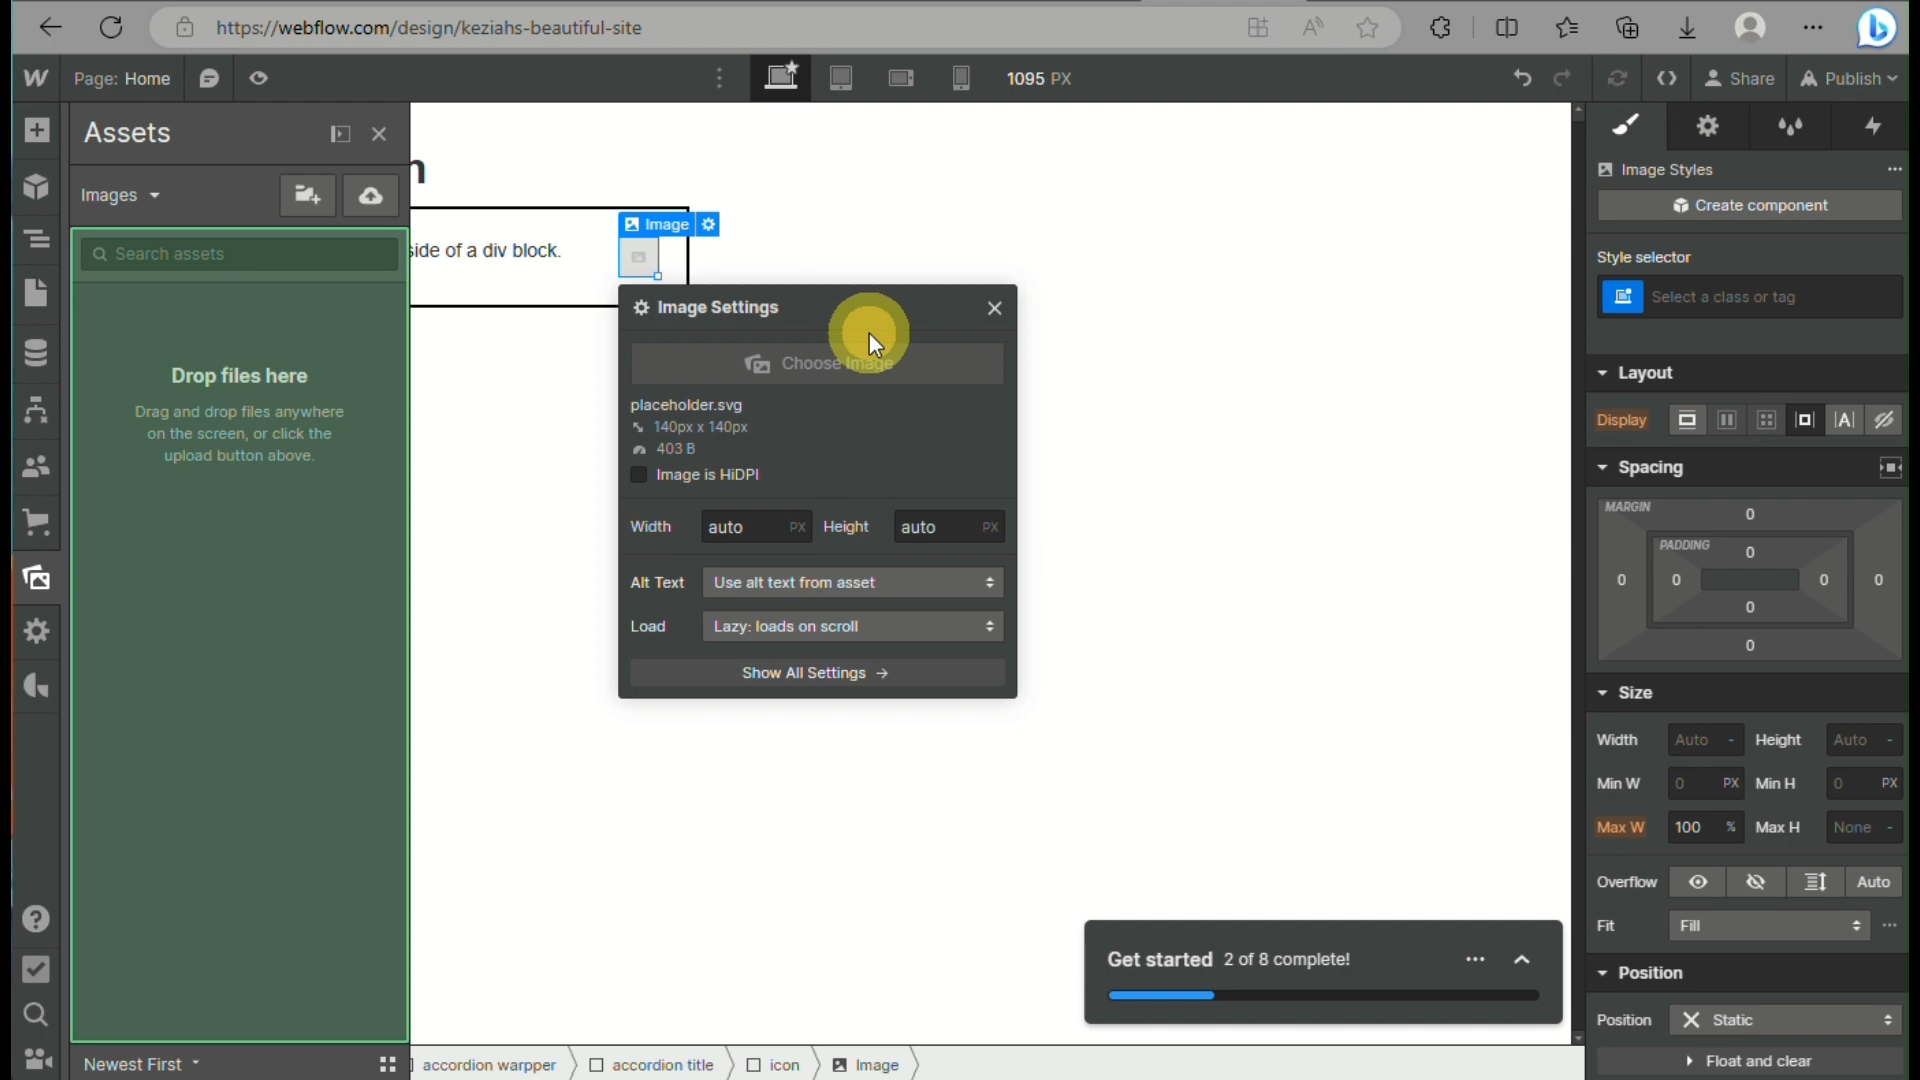 https://webflow.com/design/keziahs-beautiful-site
Page: Home
1095 PX
Share
Publish
Assets
Images
Search assets
Drop files here
Drag and drop files anywhere
on the screen, or click the
upload button above.
Newest First
n
side of a div block.
Image
Image Settings
Choose Image
placeholder.svg
140px x 140px
403 B
Image is HiDPI
Width auto PX Height auto PX
Alt Text Use alt text from asset
Load Lazy: loads on scroll
Show All Settings →
Get started 2 of 8 complete!
accordion warpper
accordion title
icon
Image
Image Styles
Create component
Style selector
Select a class or tag
Layout
Display
Spacing
MARGIN
0
PADDING
0
0 0 0 0
0
0
Size
Width Auto - Height Auto -
Min W 0 PX Min H 0 PX
Max W 100 % Max H None -
Overflow Auto
Fit Fill
Position
Position Static
Float and clear